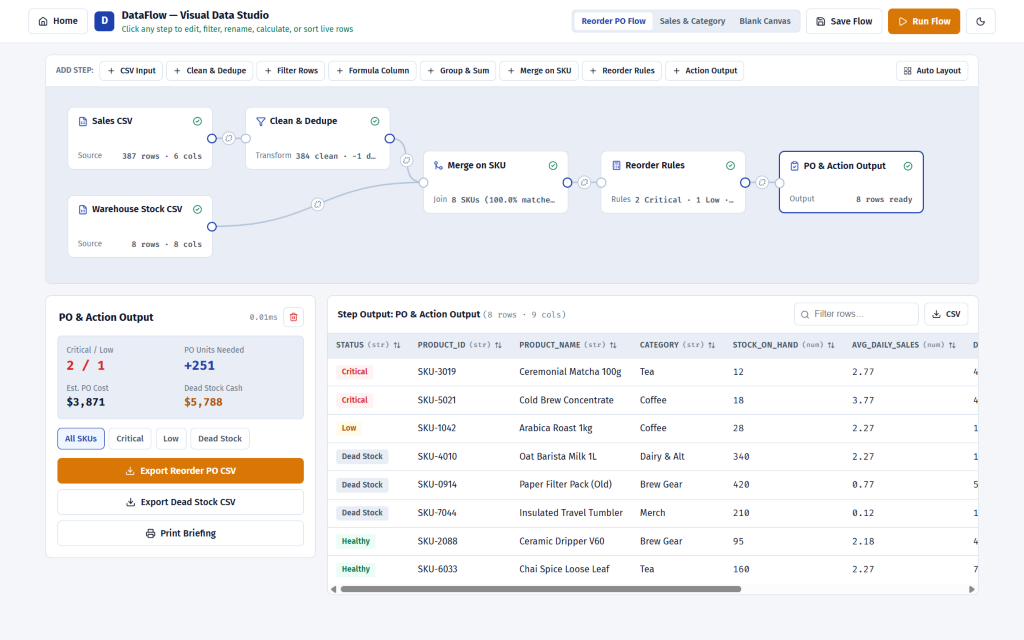 Home
D
DataFlow — Visual Data Studio
Click any step to edit, filter, rename, calculate, or sort live rows
Reorder PO Flow
Sales & Category
Blank Canvas
Save Flow
Run Flow
ADD STEP:
+ CSV Input
+ Clean & Dedupe
+ Filter Rows
+ Formula Column
+ Group & Sum
+ Merge on SKU
+ Reorder Rules
+ Action Output
Auto Layout
Sales CSV
Source 387 rows · 6 cols
Clean & Dedupe
Transform 384 clean · -1 d…
Merge on SKU
Join 8 SKUs (100.0% matche…
Reorder Rules
Rules 2 Critical · 1 Low ·…
PO & Action Output
Output 8 rows ready
Warehouse Stock CSV
Source 8 rows · 8 cols
PO & Action Output
0.01ms
Critical / Low
2 / 1
PO Units Needed
+251
Est. PO Cost
$3,871
Dead Stock Cash
$5,788
All SKUs
Critical
Low
Dead Stock
Export Reorder PO CSV
Export Dead Stock CSV
Print Briefing
Step Output: PO & Action Output (8 rows · 9 cols)
Filter rows...
CSV
STATUS (str) PRODUCT_ID (str) PRODUCT_NAME (str) CATEGORY (str) STOCK_ON_HAND (num) AVG_DAILY_SALES (num) D
Critical SKU-3019 Ceremonial Matcha 100g Tea 12 2.77 4
Critical SKU-5021 Cold Brew Concentrate Coffee 18 3.77 4
Low SKU-1042 Arabica Roast 1kg Coffee 28 2.27 1
Dead Stock SKU-4010 Oat Barista Milk 1L Dairy & Alt 340 2.27 1
Dead Stock SKU-0914 Paper Filter Pack (Old) Brew Gear 420 0.77 5
Dead Stock SKU-7044 Insulated Travel Tumbler Merch 210 0.12 1
Healthy SKU-2088 Ceramic Dripper V60 Brew Gear 95 2.18 4
Healthy SKU-6033 Chai Spice Loose Leaf Tea 160 2.27 7